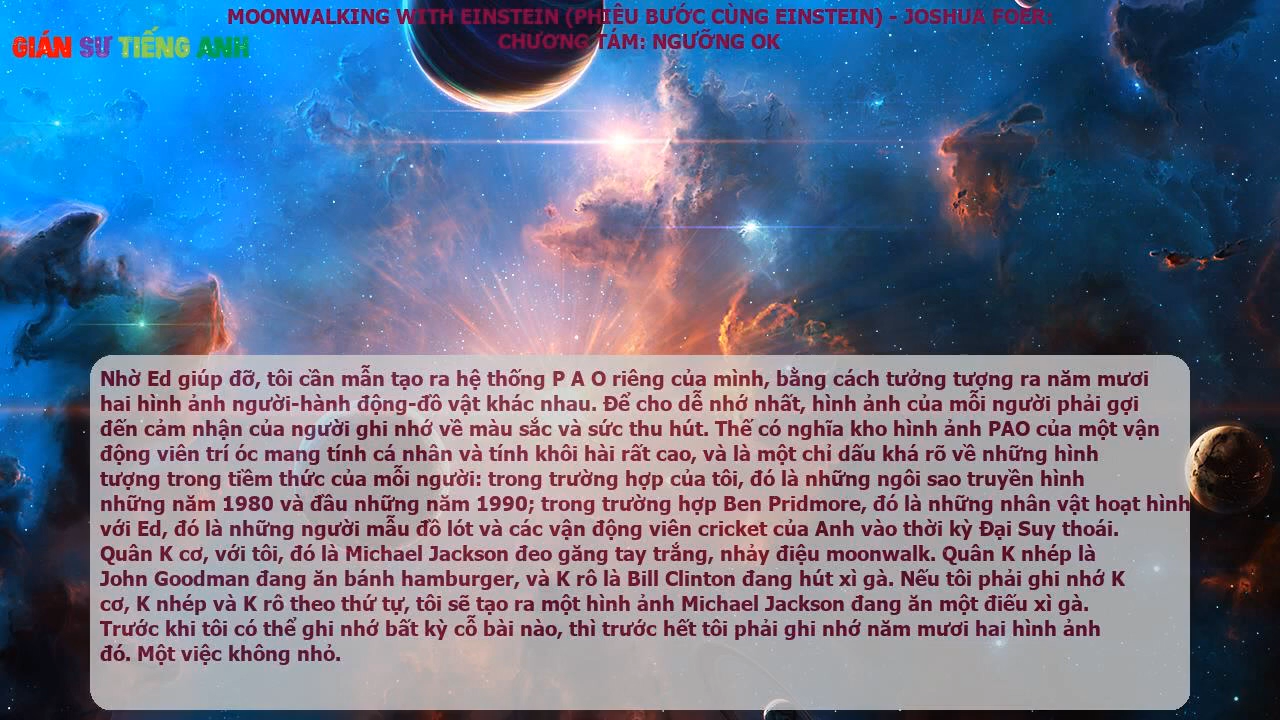 MOONWALKING WITH EINSTEIN (PHIÊU BƯỚC CÙNG EINSTEIN) - JOSHUA FOER:
CHƯƠNG TÁM: NGƯỠNG OK
GIÁN SƯ TIẾNG ANH
Nhờ Ed giúp đỡ, tôi cần mẫn tạo ra hệ thống P A O riêng của mình, bằng cách tưởng tượng ra năm mươi
hai hình ảnh người-hành động-đồ vật khác nhau. Để cho dễ nhớ nhất, hình ảnh của mỗi người phải gợi
đến cảm nhận của người ghi nhớ về màu sắc và sức thu hút. Thế có nghĩa kho hình ảnh PAO của một vận
động viên trí óc mang tính cá nhân và tính khôi hài rất cao, và là một chỉ dấu khá rõ về những hình
tượng trong tiềm thức của mỗi người: trong trường hợp của tôi, đó là những ngôi sao truyền hình
những năm 1980 và đầu những năm 1990; trong trường hợp Ben Pridmore, đó là những nhân vật hoạt hình
với Ed, đó là những người mẫu đồ lót và các vận động viên cricket của Anh vào thời kỳ Đại Suy thoái.
Quân K cơ, với tôi, đó là Michael Jackson đeo găng tay trắng, nhảy điệu moonwalk. Quân K nhép là
John Goodman đang ăn bánh hamburger, và K rô là Bill Clinton đang hút xì gà. Nếu tôi phải ghi nhớ K
cơ, K nhép và K rô theo thứ tự, tôi sẽ tạo ra một hình ảnh Michael Jackson đang ăn một điếu xì gà.
Trước khi tôi có thể ghi nhớ bất kỳ cỗ bài nào, thì trước hết tôi phải ghi nhớ năm mươi hai hình ảnh
đó. Một việc không nhỏ.